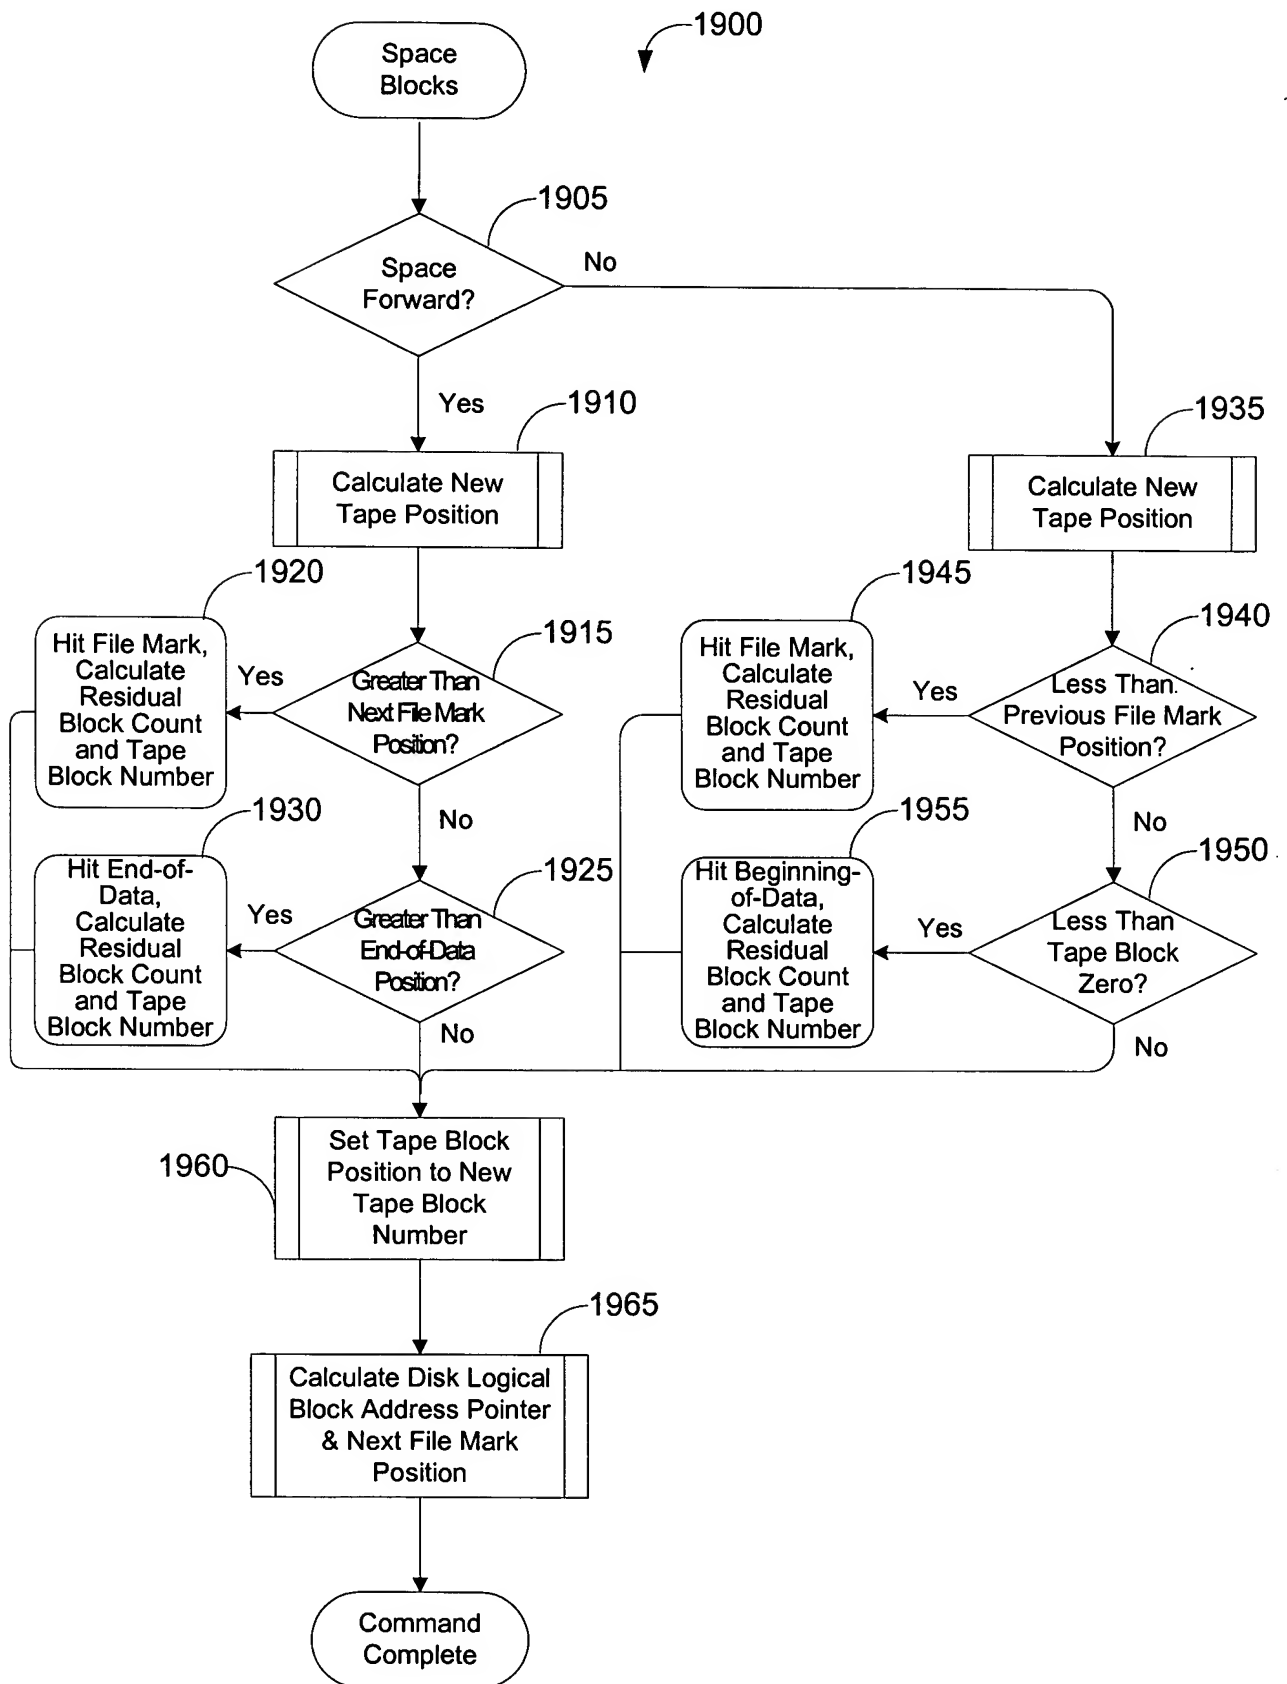 1900
Space
Blocks
1905
Space
Forward?
No
Yes
1910
Calculate New
Tape Position
1935
Calculate New
Tape Position
1920
Hit File Mark,
Calculate
Residual
Block Count
and Tape
Block Number
Yes
1915
Greater Than
Next File Mark
Position?
No
1945
Hit File Mark,
Calculate
Residual
Block Count
and Tape
Block Number
Yes
1940
Less Than
Previous File Mark
Position?
No
1930
Hit End-of-
Data,
Calculate
Residual
Block Count
and Tape
Block Number
Yes
1925
Greater Than
End-of-Data
Position?
No
1955
Hit Beginning-
of-Data,
Calculate
Residual
Block Count
and Tape
Block Number
Yes
1950
Less Than
Tape Block
Zero?
No
1960
Set Tape Block
Position to New
Tape Block
Number
1965
Calculate Disk Logical
Block Address Pointer
& Next File Mark
Position
Command
Complete